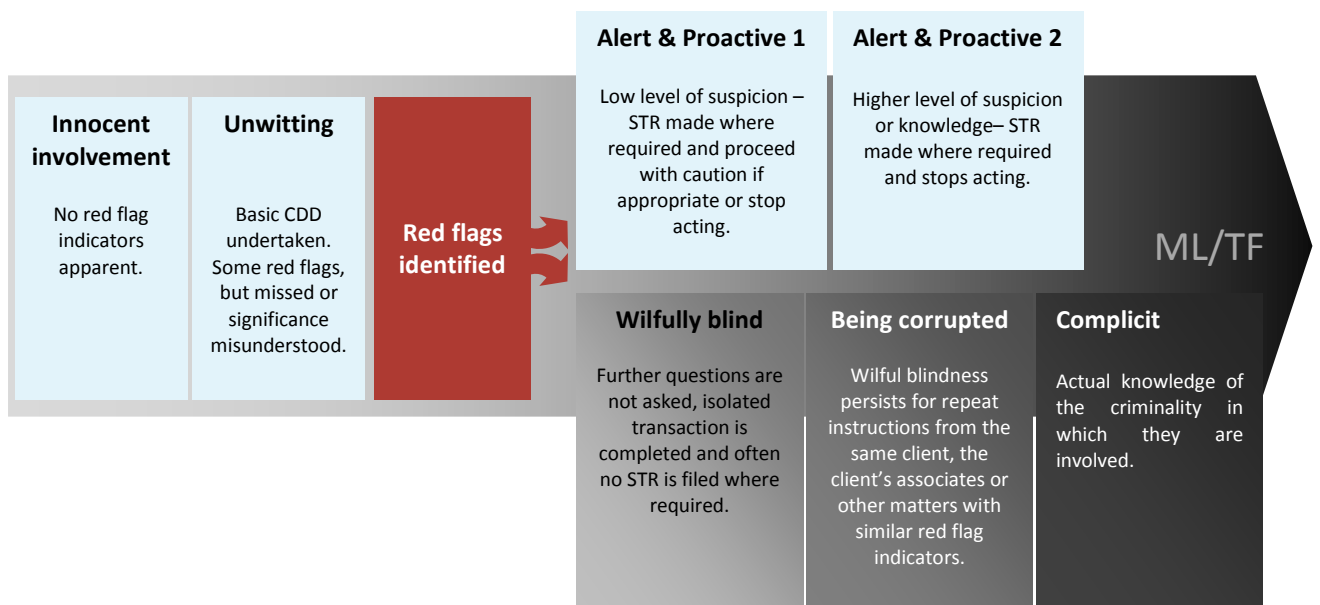 Innocent
involvement
No red flag
indicators
apparent.
Unwitting
Basic CDD
undertaken.
Some red flags,
but missed or
significance
misunderstood.
Red flags
identified
Alert & Proactive 1
Low level of suspicion –
STR made where
required and proceed
with caution if
appropriate or stop
acting.
Alert & Proactive 2
Higher level of suspicion
or knowledge– STR
made where required
and stops acting.
ML/TF
Wilfully blind
Further questions are
not asked, isolated
transaction is
completed and often
no STR is filed where
required.
Being corrupted
Wilful blindness
persists for repeat
instructions from the
same client, the
client’s associates or
other matters with
similar red flag
indicators.
Complicit
Actual knowledge of
the criminality in
which they are
involved.